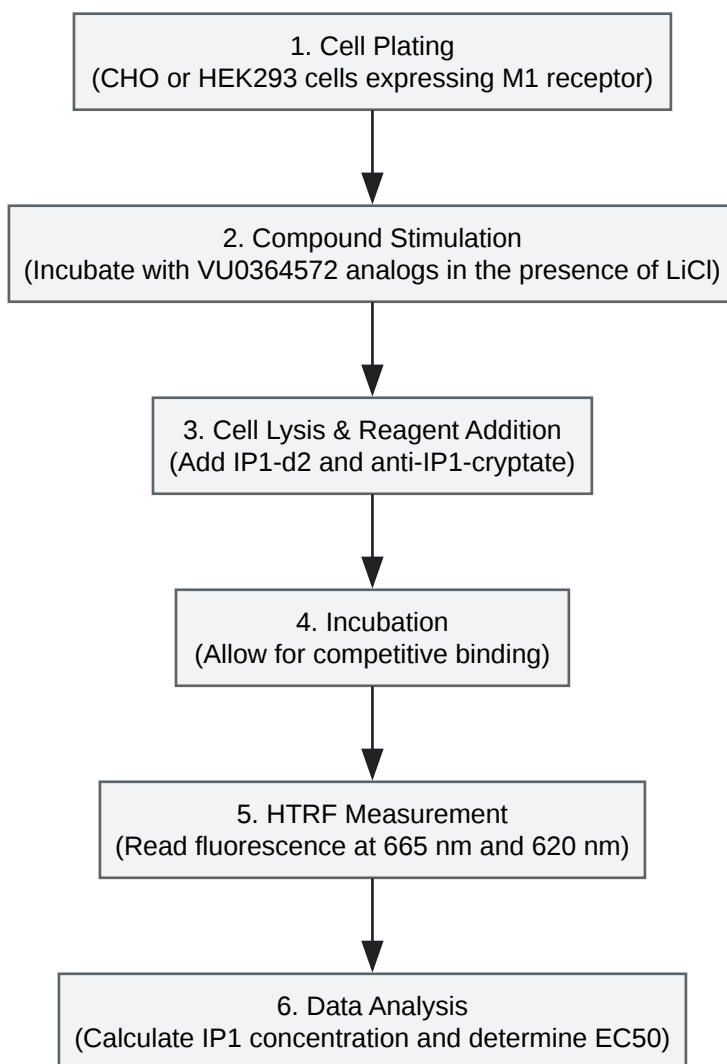 1. Cell Plating
(CHO or HEK293 cells expressing M1 receptor)
2. Compound Stimulation
(Incubate with VU0364572 analogs in the presence of LiCl)
3. Cell Lysis & Reagent Addition
(Add IP1-d2 and anti-IP1-cryptate)
4. Incubation
(Allow for competitive binding)
5. HTRF Measurement
(Read fluorescence at 665 nm and 620 nm)
6. Data Analysis
(Calculate IP1 concentration and determine EC50)